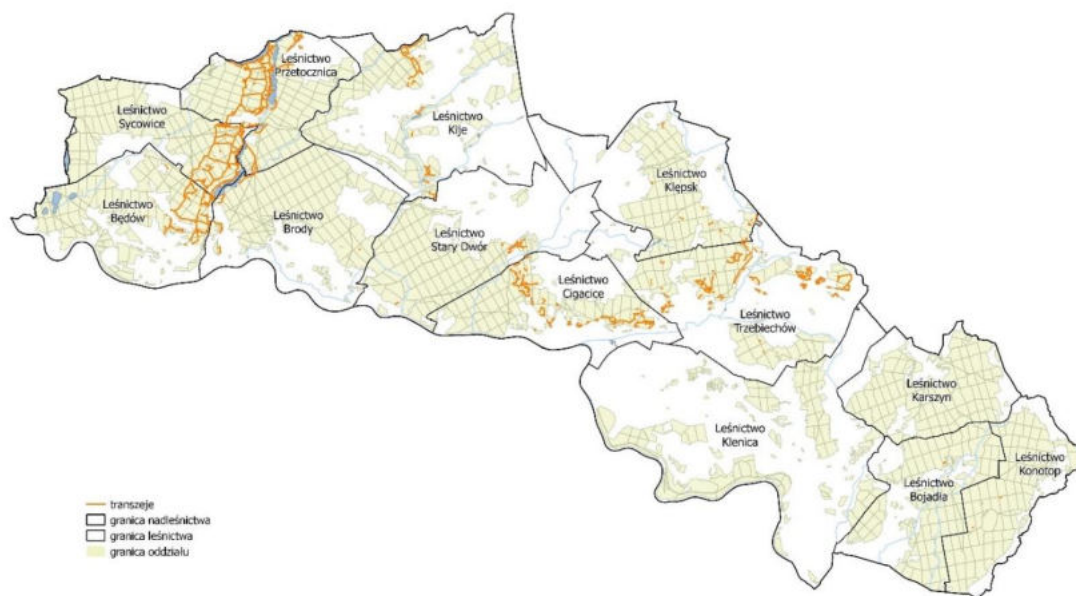 Leśnictwo
Przetocznica
Leśnictwo
Sycowice
Leśnictwo
Kije
Leśnictwo
Klępsk
Leśnictwo
Będów
Leśnictwo
Brody
Leśnictwo
Stary Dwór
Leśnictwo
Cigacice
Leśnictwo
Trzebiechów
Leśnictwo
Karszyn
Leśnictwo
Klenica
Leśnictwo
Konotop
Leśnictwo
Bojadła
transzeje
granica nadleśnictwa
granica leśnictwa
granica oddziału